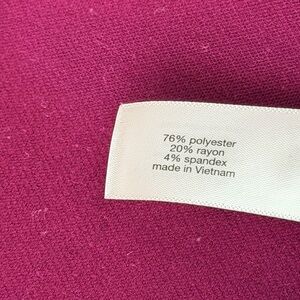 76% polyester
20% rayon
4% spandex
made in Vietnam